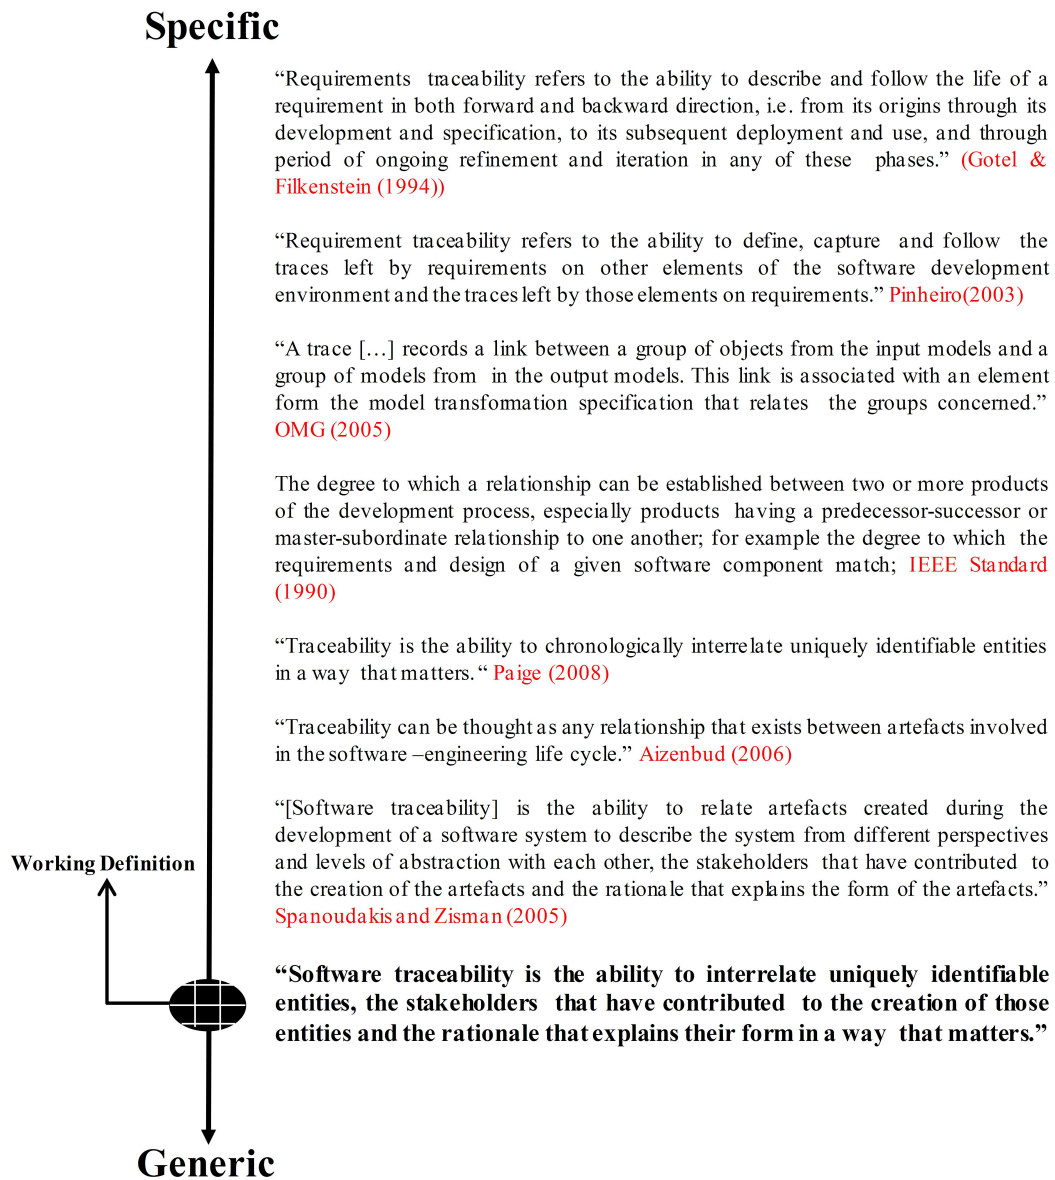 Specific
“Requirements traceability refers to the ability to describe and follow the life of a
requirement in both forward and backward direction, i.e. from its origins through its
development and specification, to its subsequent deployment and use, and through
period of ongoing refinement and iteration in any of these phases.” (Gotel &
Filkenstein (1994))
“Requirement traceability refers to the ability to define, capture and follow the
traces left by requirements on other elements of the software development
environment and the traces left by those elements on requirements.” Pinheiro(2003)
“A trace […] records a link between a group of objects from the input models and a
group of models from in the output models. This link is associated with an element
form the model transformation specification that relates the groups concerned.”
OMG (2005)
The degree to which a relationship can be established between two or more products
of the development process, especially products having a predecessor-successor or
master-subordinate relationship to one another; for example the degree to which the
requirements and design of a given software component match; IEEE Standard
(1990)
“Traceability is the ability to chronologically interrelate uniquely identifiable entities
in a way that matters. “ Paige (2008)
“Traceability can be thought as any relationship that exists between artefacts involved
in the software –engineering life cycle.” Aizenbud (2006)
“[Software traceability] is the ability to relate artefacts created during the
development of a software system to describe the system from different perspectives
and levels of abstraction with each other, the stakeholders that have contributed to
the creation of the artefacts and the rationale that explains the form of the artefacts.”
Spanoudakis and Zisman (2005)
Working Definition
“Software traceability is the ability to interrelate uniquely identifiable
entities, the stakeholders that have contributed to the creation of those
entities and the rationale that explains their form in a way that matters.”
Generic